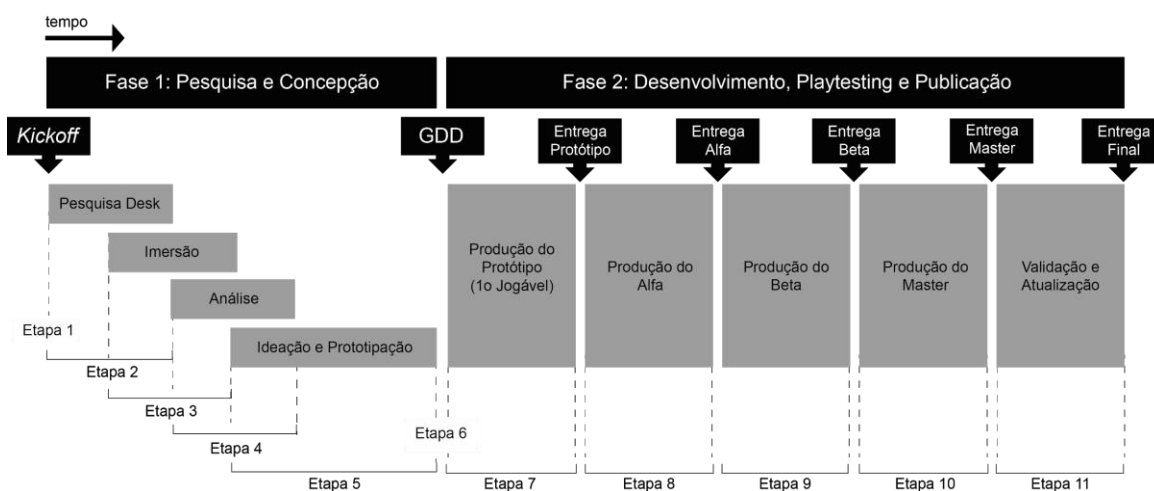 tempo
Fase 1: Pesquisa e Concepção
Fase 2: Desenvolvimento, Playtesting e Publicação
Kickoff
GDD
Entrega
Protótipo
Entrega
Alfa
Entrega
Beta
Entrega
Master
Entrega
Final
Pesquisa Desk
Imersão
Análise
Ideação e Prototipação
Produção do
Protótipo
(1o Jogável)
Produção do
Alfa
Produção do
Beta
Produção do
Master
Validação e
Atualização
Etapa 1
Etapa 2
Etapa 3
Etapa 4
Etapa 5
Etapa 6
Etapa 7
Etapa 8
Etapa 9
Etapa 10
Etapa 11